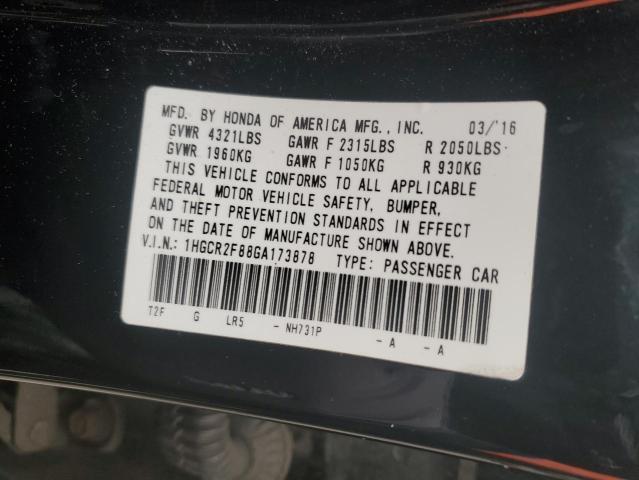 MFD. BY HONDA OF AMERICA MFG., INC. 03/'16
GVWR 4321LBS GAWR F 2315LBS R 2050LBS
GVWR 1960KG GAWR F 1050KG R 930KG
THIS VEHICLE CONFORMS TO ALL APPLICABLE
FEDERAL MOTOR VEHICLE SAFETY, BUMPER,
AND THEFT PREVENTION STANDARDS IN EFFECT
ON THE DATE OF MANUFACTURE SHOWN ABOVE.
V.I.N.: 1HGCR2F88GA173878 TYPE: PASSENGER CAR
T2F G LR5 - NH731P - A - A